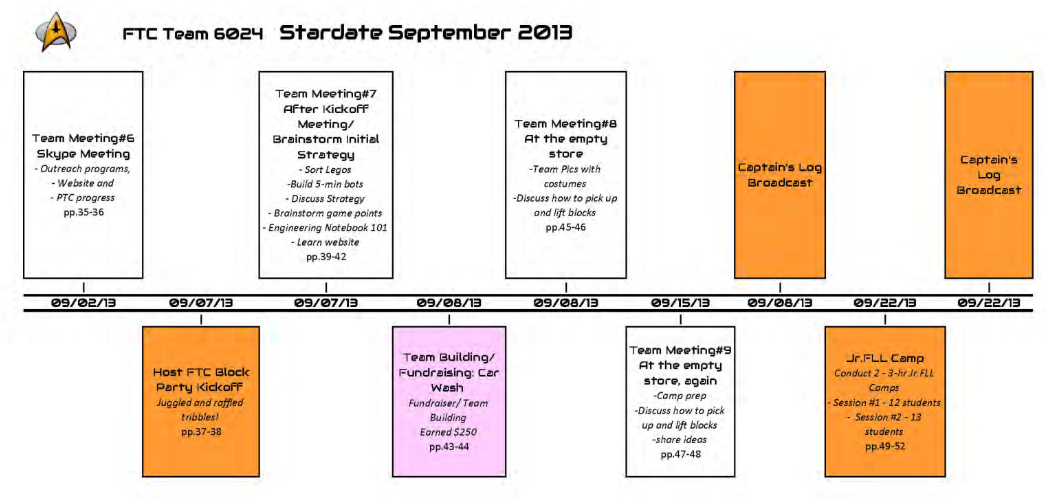 FTC Team 6024 Stardate September 2013
Team Meeting#6
Skype Meeting
- Outreach programs,
- Website and
- PTC progress
pp.35-36
Team Meeting#7
After Kickoff
Meeting/
Brainstorm Initial
Strategy
- Sort Legos
-Build 5-min bots
- Discuss Strategy
- Brainstorm game points
- Engineering Notebook 101
- Learn website
pp.39-42
Team Meeting#8
At the empty
store
-Team Pics with
costumes
-Discuss how to pick up
and lift blocks
pp.45-46
Captain's Log
Broadcast
Captain's
Log
Broadcast
09/02/13 09/07/13 09/07/13 09/08/13 09/08/13 09/15/13 09/08/13 09/22/13 09/22/13
Host FTC Block
Party Kickoff
Juggled and raffled
tribbles!
pp.37-38
Team Building/
Fundraising: Car
Wash
Fundraiser/ Team
Building
Earned $250
pp.43-44
Team Meeting#9
At the empty
store, again
-Camp prep
-Discuss how to pick
up and lift blocks
-share ideas
pp.47-48
Jr.FLL Camp
Conduct 2 - 3-hr Jr.FLL
Camps
- Session #1 - 12 students
- Session #2 - 13
students
pp.49-52